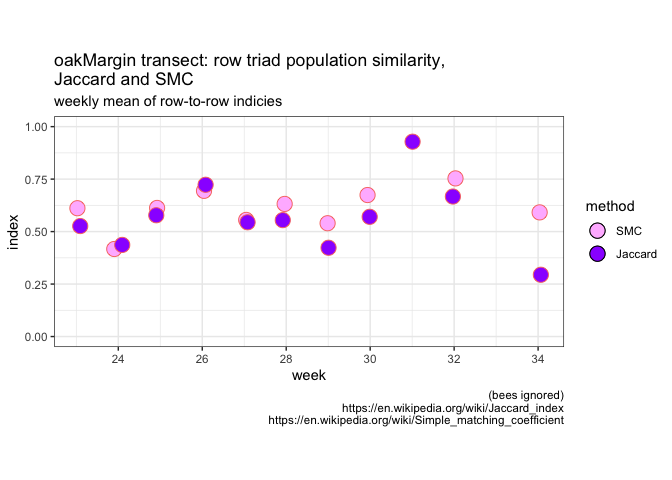 oakMargin transect: row triad population similarity,
Jaccard and SMC
weekly mean of row-to-row indicies
1.00
0.75
0.50
0.25
0.00
index
24
26
28
30
32
34
week
method
SMC
Jaccard
(bees ignored)
https://en.wikipedia.org/wiki/Jaccard_index
https://en.wikipedia.org/wiki/Simple_matching_coefficient